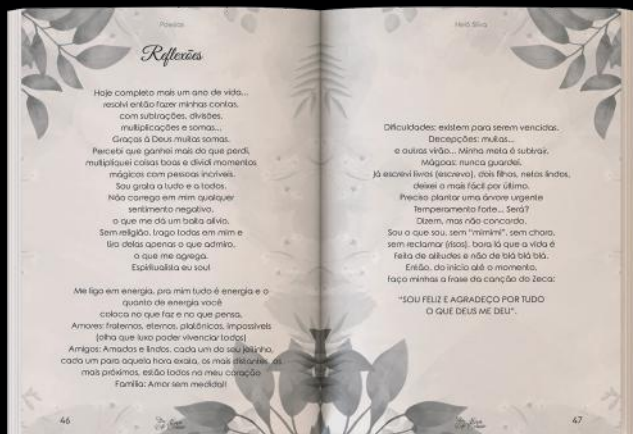 Poesias
Reflexões
Hoje completo mais um ano de vida...
resolvi então fazer minhas contas,
com subtrações, divisões,
multiplicações e somas...
Graças à Deus muitas somas.
Percebi que ganhei mais do que perdi,
multipliquei coisas boas e dividi momentos
mágicos com pessoas incríveis.
Sou grata a tudo e a todos.
Não carrego em mim qualquer
sentimento negativo,
o que me dá um baita alívio.
Sem religião, trago todas em mim e
tiro delas apenas o que admiro,
o que me agrega.
Espiritualista eu sou!
Me ligo em energia, pra mim tudo é energia e o
quanto de energia você
coloca no que faz e no que pensa.
Amores: fraternos, eternos, platônicos, impossíveis
(olha que luxo poder vivenciar todos)
Amigos: Amados e lindos, cada um do seu jeitinho,
cada um para aquela hora exata, os mais distantes, os
mais próximos, estão todos no meu coração
Família: Amor sem medida!!
46
Heló Silva
Dificuldades: existem para serem vencidas.
Decepções: muitas...
e outras virão... Minha meta é subtrair.
Mágoas: nunca guardei.
Já escrevi livros (escrevo), dois filhos, netos lindos,
deixei o mais fácil por último.
Preciso plantar uma árvore urgente
Temperamento forte... Será?
Dizem, mas não concordo.
Sou o que sou, sem "mimimi", sem choro,
sem reclamar (risos), bora lá que a vida é
Feita de atitudes e não de blá blá blá.
Então, do início até o momento,
faço minhas a frase da canção do Zeca:
"SOU FELIZ E AGRADEÇO POR TUDO
O QUE DEUS ME DEU".
47